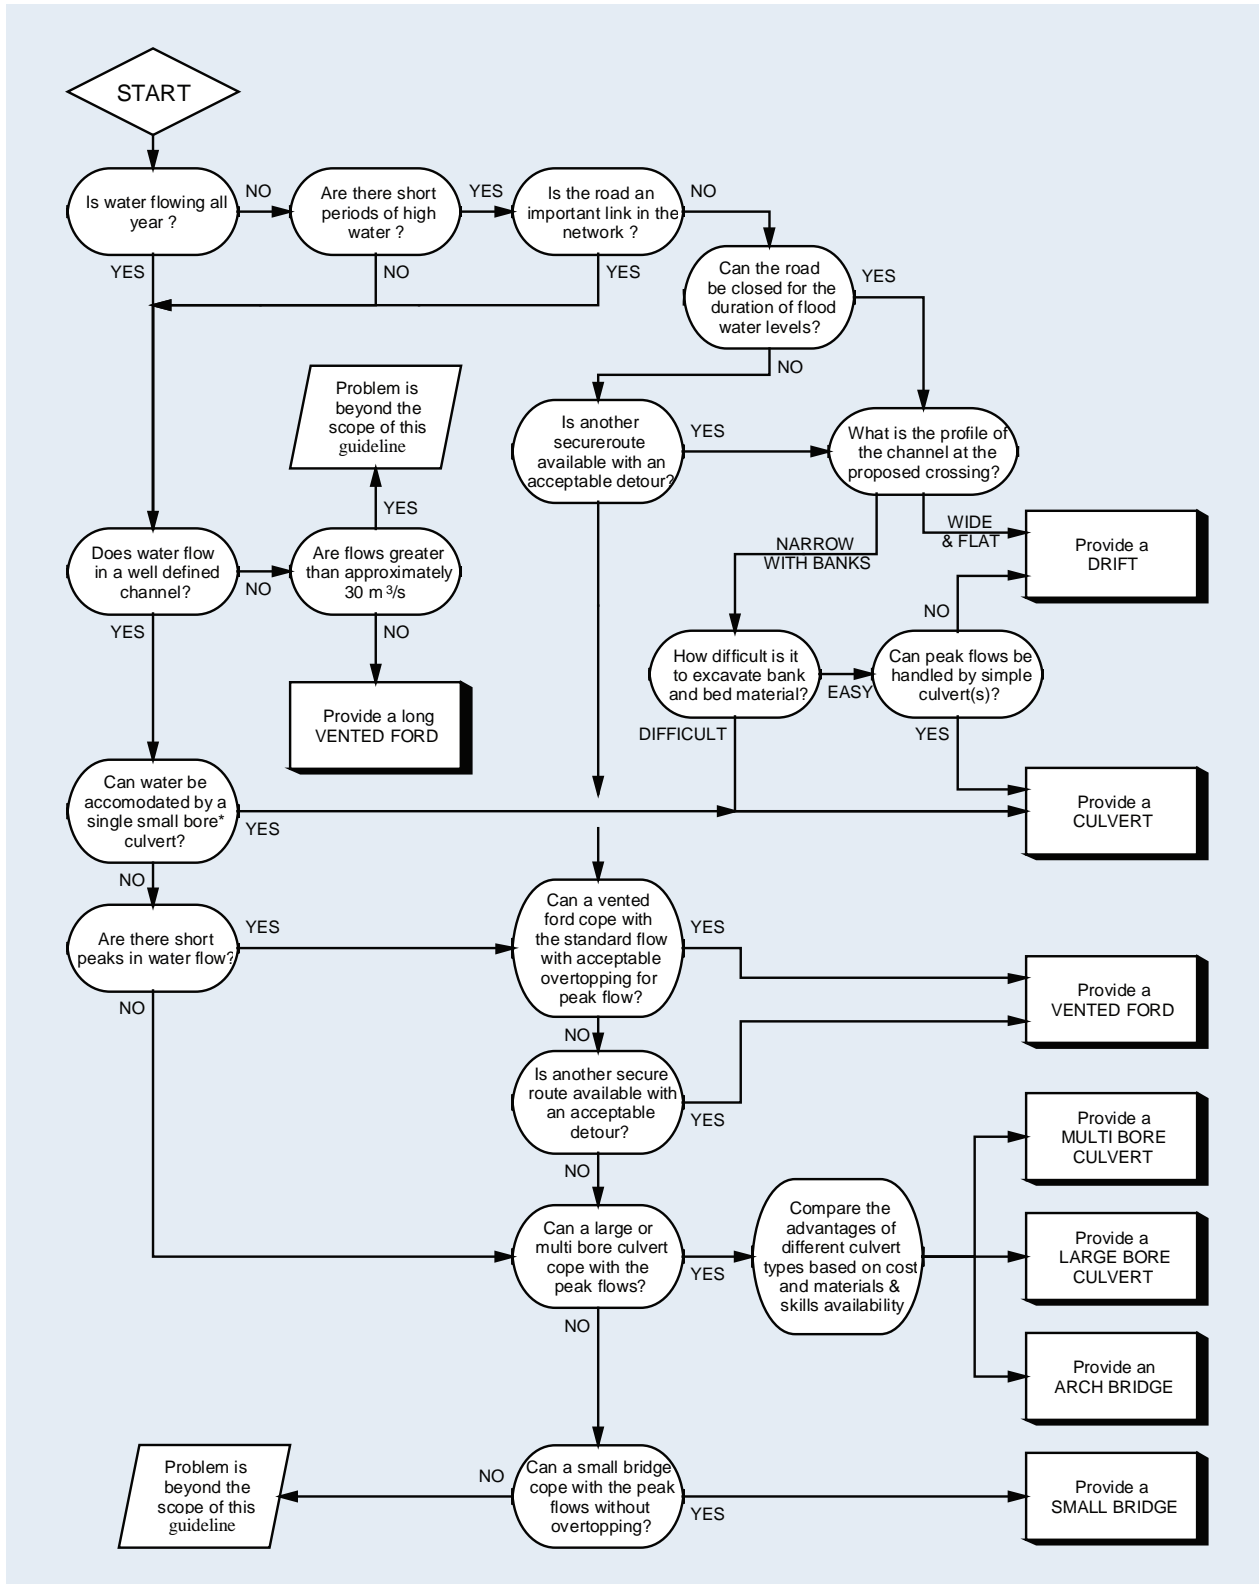 START
Is water flowing all
year ?
NO
YES
Are there short
periods of high
water ?
YES
NO
Is the road an
important link in the
network ?
NO
YES
Can the road
be closed for the
duration of flood
water levels?
YES
NO
Problem is
beyond the
scope of this
guideline
YES
Is another
secureroute
available with an
acceptable detour?
YES
What is the profile of
the channel at the
proposed crossing?
WIDE
& FLAT
NARROW
WITH BANKS
Provide a
DRIFT
Does water flow
in a well defined
channel?
NO
YES
Are flows greater
than approximately
30 m³/s
NO
Provide a long
VENTED FORD
How difficult is it
to excavate bank
and bed material?
EASY
DIFFICULT
Can peak flows be
handled by simple
culvert(s)?
NO
YES
Can water be
accomodated by a
single small bore*
culvert?
YES
NO
Provide a
CULVERT
Are there short
peaks in water flow?
YES
NO
Can a vented
ford cope with
the standard flow
with acceptable
overtopping for
peak flow?
YES
NO
Provide a
VENTED FORD
Is another secure
route available with
an acceptable
detour?
YES
NO
Can a large or
multi bore culvert
cope with the
peak flows?
YES
NO
Compare the
advantages of
different culvert
types based on cost
and materials &
skills availability
Provide a
MULTI BORE
CULVERT
Provide a
LARGE BORE
CULVERT
Provide an
ARCH BRIDGE
Can a small bridge
cope with the peak
flows without
overtopping?
NO
YES
Problem is
beyond the
scope of this
guideline
Provide a
SMALL BRIDGE